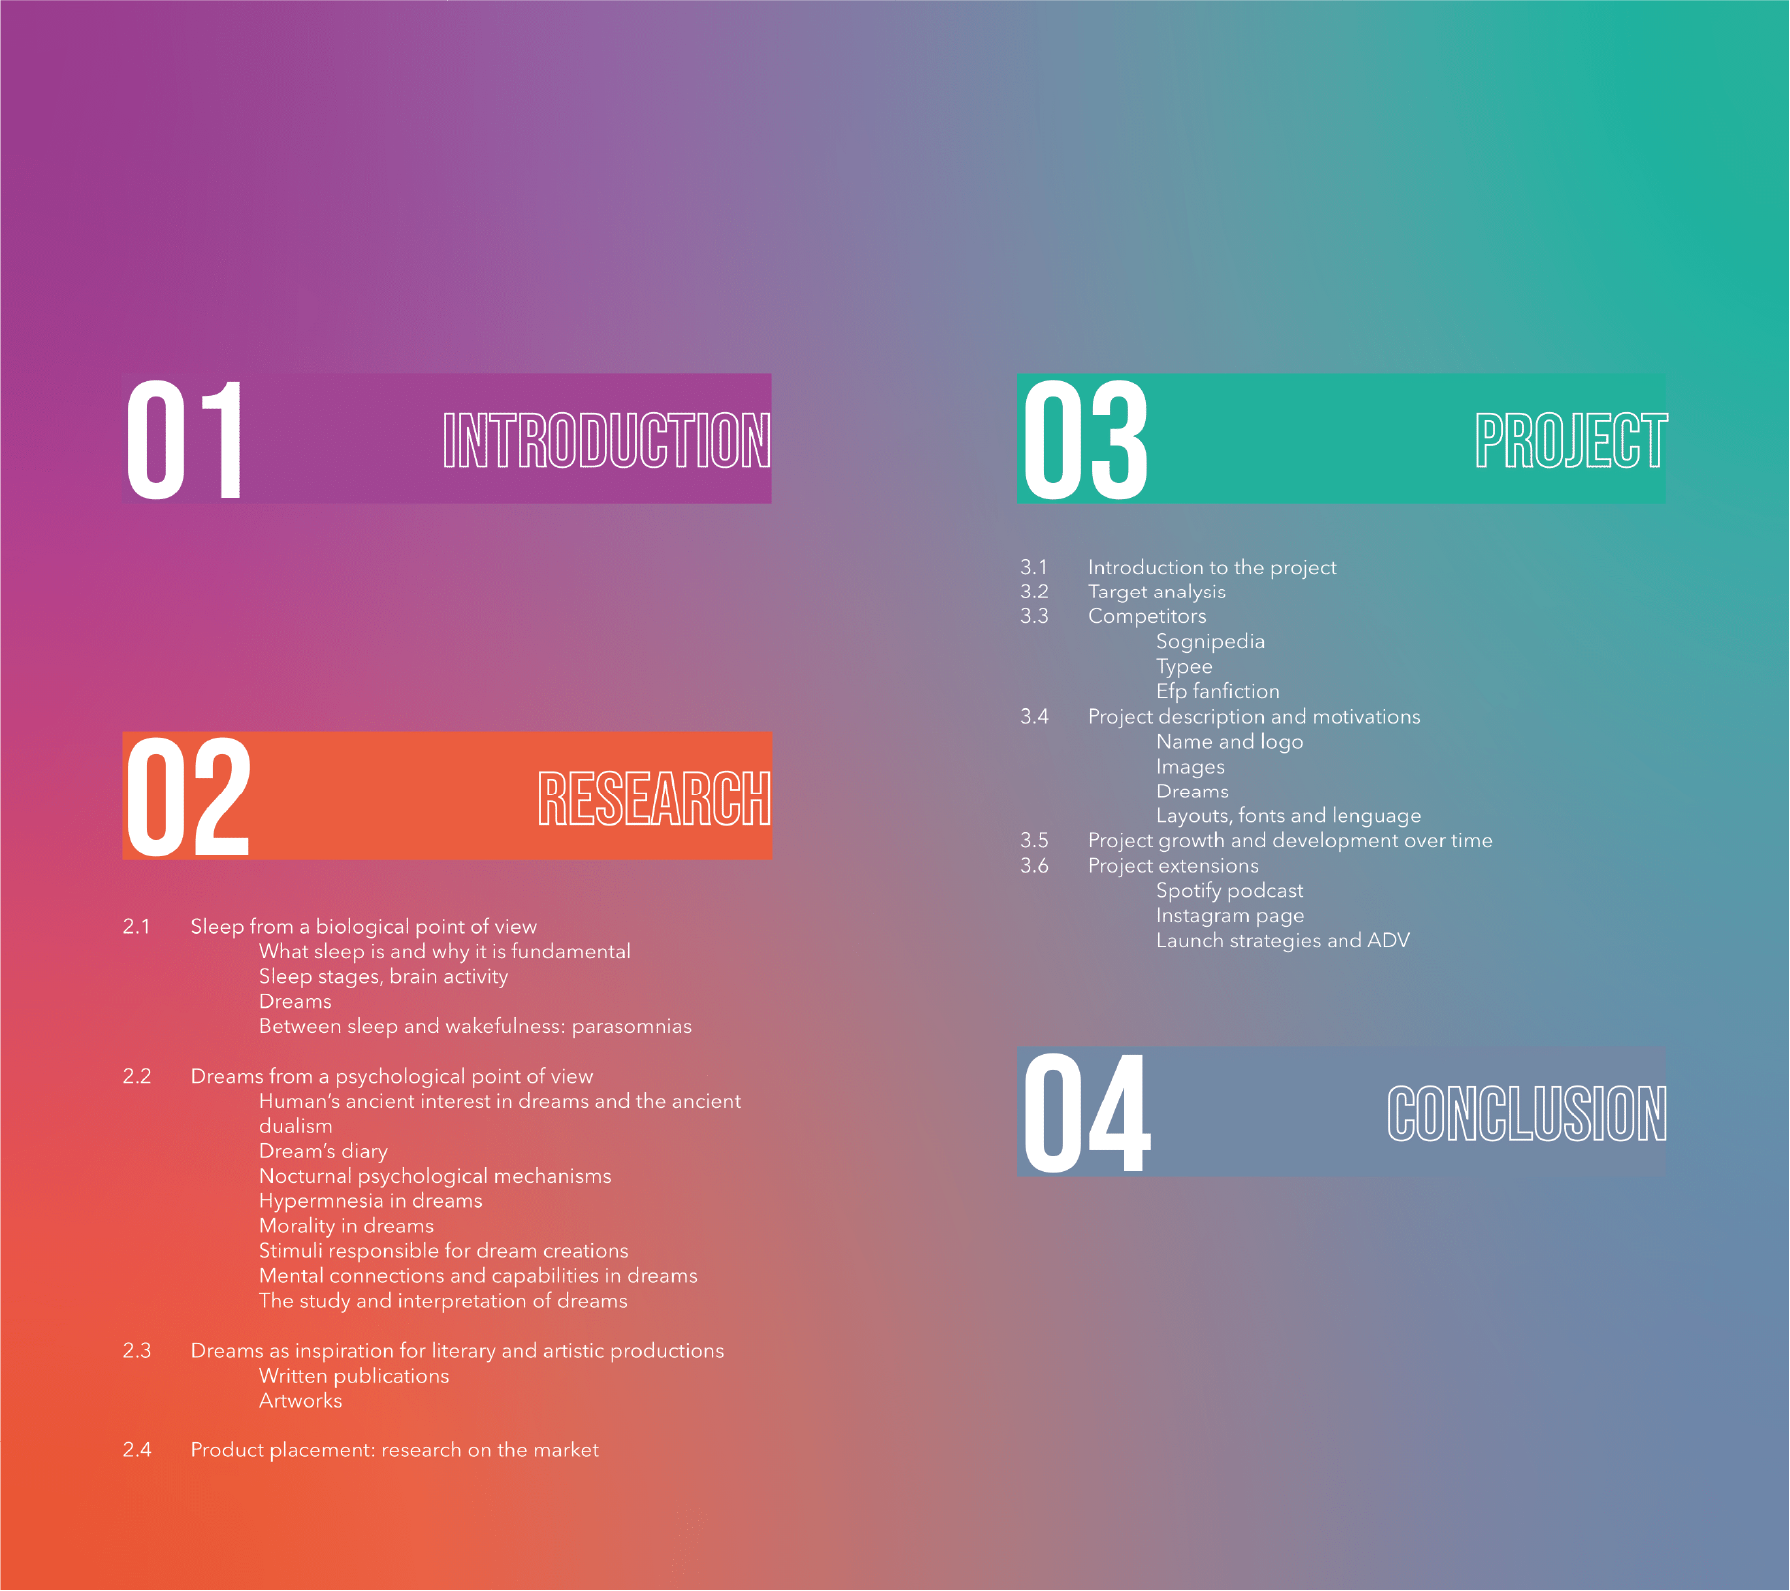 01 INTRODUCTION
02 RESEARCH
2.1 Sleep from a biological point of view
What sleep is and why it is fundamental
Sleep stages, brain activity
Dreams
Between sleep and wakefulness: parasomnias
2.2 Dreams from a psychological point of view
Human’s ancient interest in dreams and the ancient
dualism
Dream’s diary
Nocturnal psychological mechanisms
Hypermnesia in dreams
Morality in dreams
Stimuli responsible for dream creations
Mental connections and capabilities in dreams
The study and interpretation of dreams
2.3 Dreams as inspiration for literary and artistic productions
Written publications
Artworks
2.4 Product placement: research on the market
03 PROJECT
3.1 Introduction to the project
3.2 Target analysis
3.3 Competitors
Sognipedia
Typee
Efp fanfiction
3.4 Project description and motivations
Name and logo
Images
Dreams
Layouts, fonts and lenguage
3.5 Project growth and development over time
3.6 Project extensions
Spotify podcast
Instagram page
Launch strategies and ADV
04 CONCLUSION